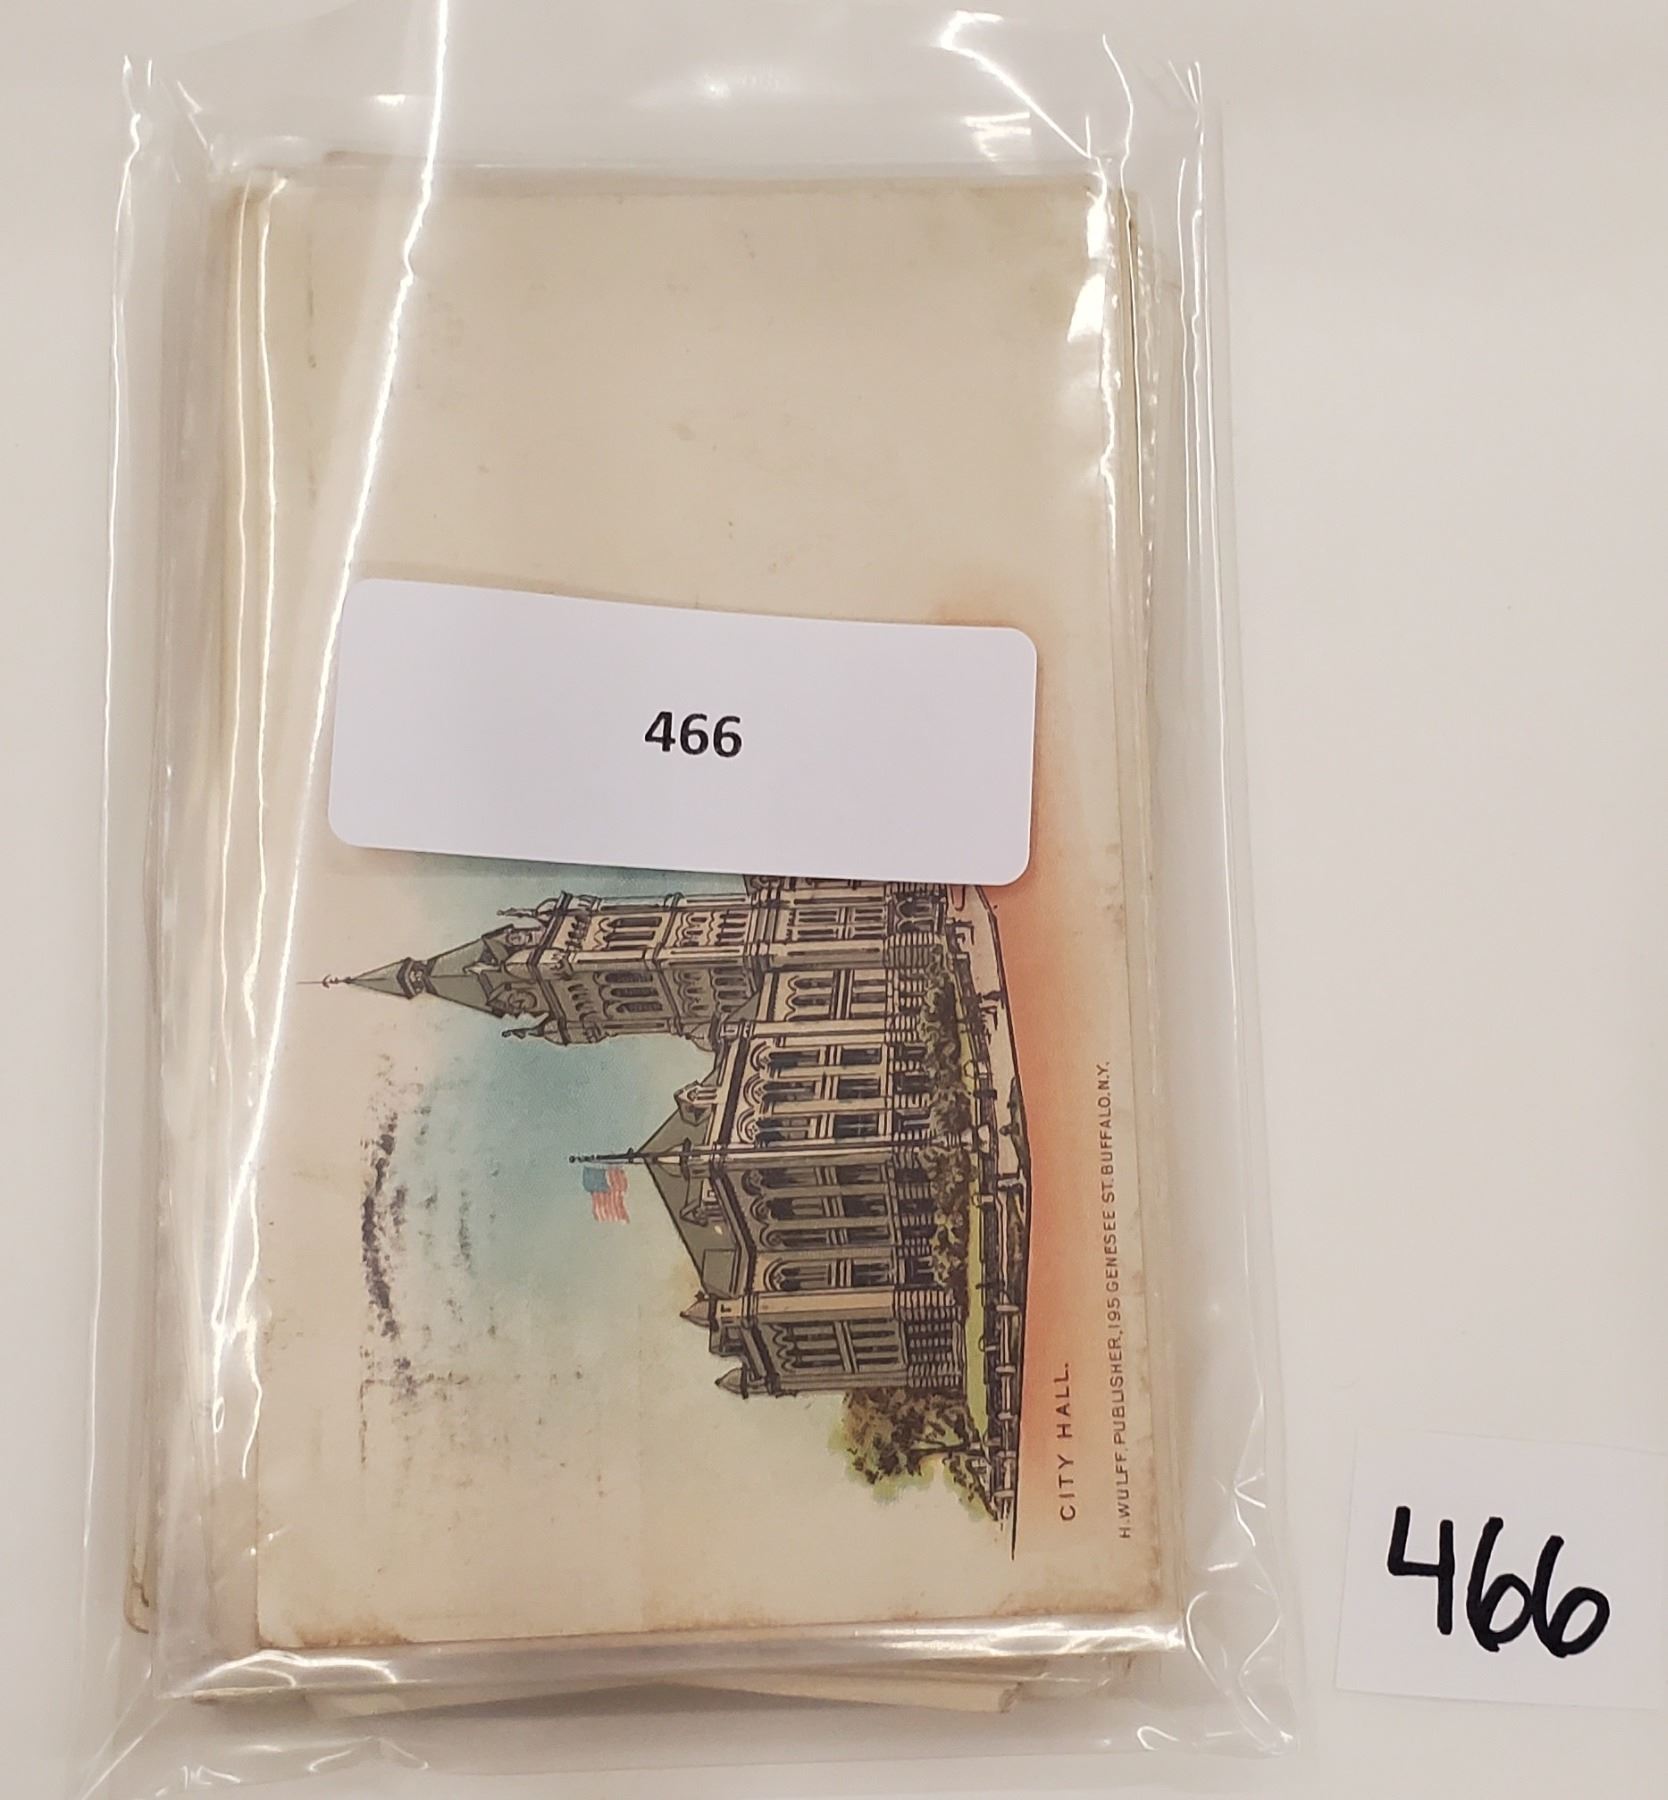 466
CITY HALL.
H. WULFF, PUBLISHER, 195 GENESEE ST. BUFFALO. N.Y.
466